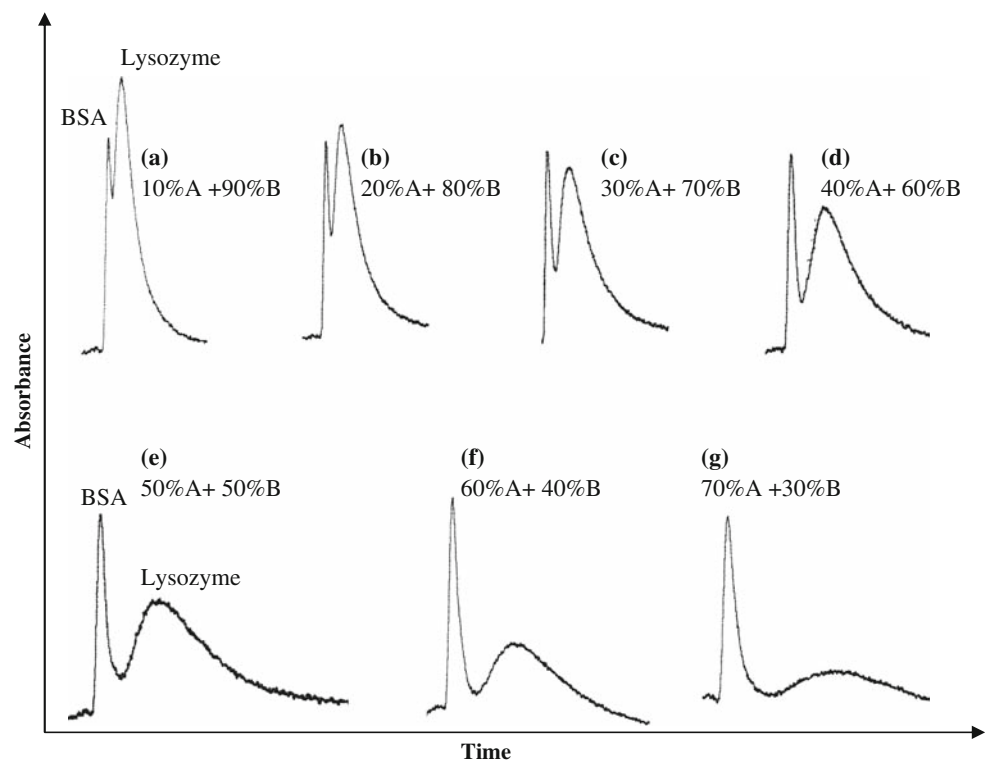 Lysozyme
BSA
(a)
10%A +90%B
(b)
20%A+ 80%B
(c)
30%A+ 70%B
(d)
40%A+ 60%B
Absorbance
(e)
50%A+ 50%B
BSA
Lysozyme
(f)
60%A+ 40%B
(g)
70%A +30%B
Time